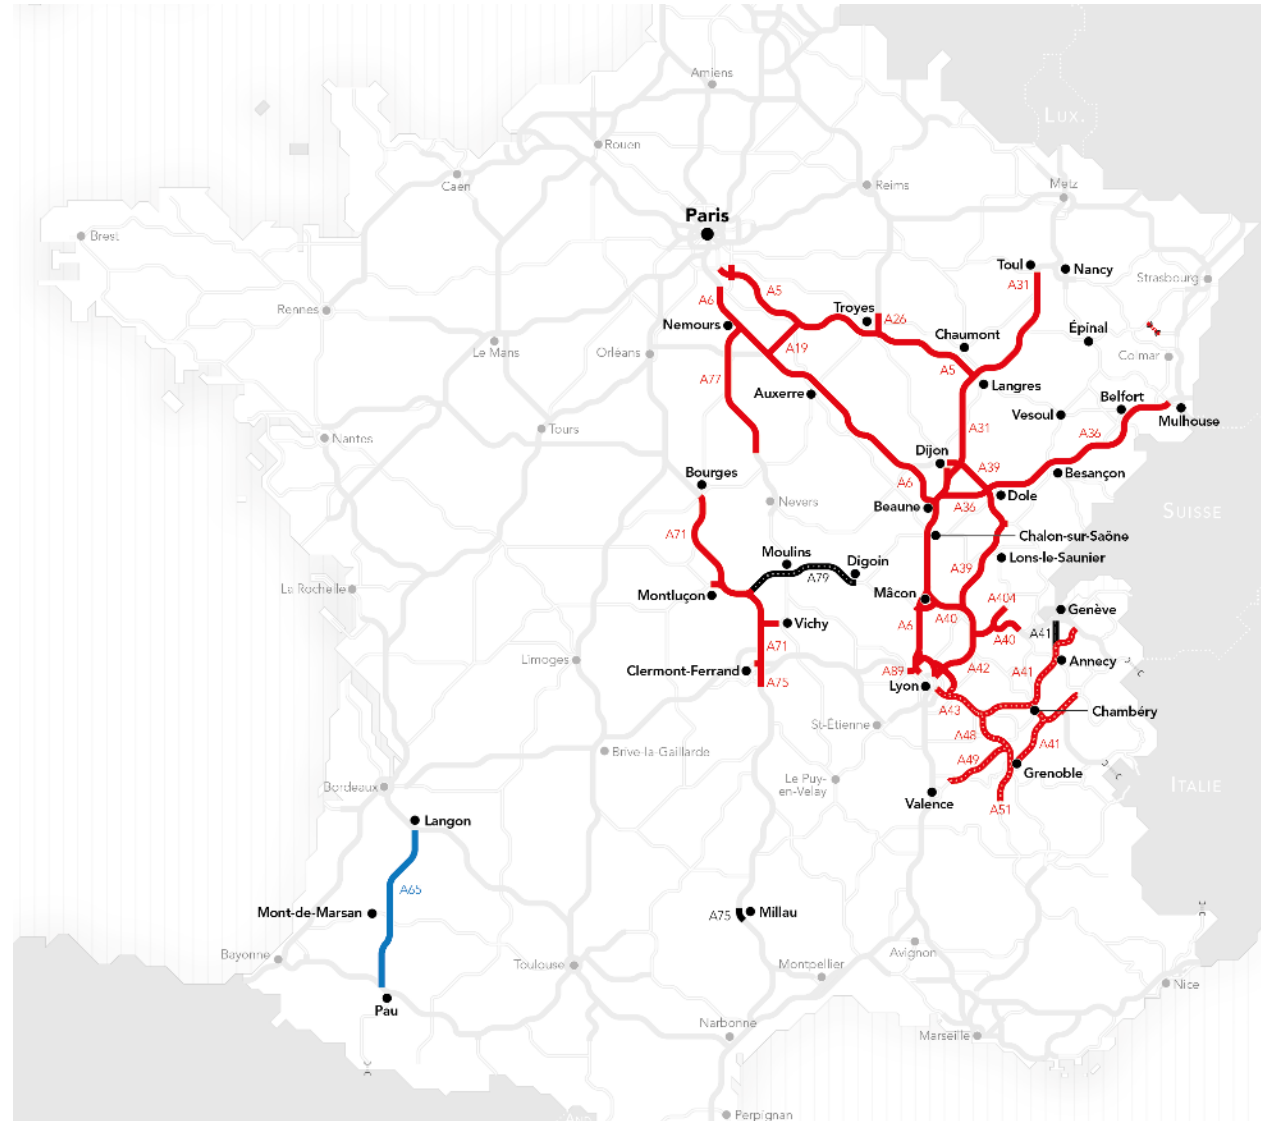 Amiens
LUX.
Rouen
Caen
Reims
Metz
Paris
Brest
Toul
Nancy
Strasbourg
A31
A5
A6
Rennes
Troyes
A26
Nemours
Chaumont
Épinal
Le Mans
Orléans
A19
Colmar
A5
A77
Langres
Auxerre
Belfort
Vesoul
Mulhouse
Nantes
Tours
A31
A36
Dijon
A39
Bourges
Besançon
A6
Nevers
Beaune
A36
Dole
SUISSE
A71
Chalon-sur-Saône
Moulins
Digoin
Lons-le-Saunier
A79
A39
La Rochelle
Montluçon
Mâcon
A404
Genève
Vichy
A6
A40
A40
A41
A71
Limoges
Clermont-Ferrand
A89
A42
A41
Annecy
A75
Lyon
A43
Chambéry
St-Étienne
A48
A41
Brive-la-Gaillarde
A49
Grenoble
Le Puy-
en-Velay
Bordeaux
ITALIE
Valence
A51
Langon
A65
Mont-de-Marsan
A75
Millau
Bayonne
Avignon
Toulouse
Montpellier
Nice
Pau
Narbonne
Marseille
Perpignan